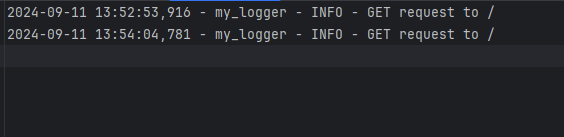 2024-09-11 13:52:53,916 - my_logger - INFO - GET request to /
2024-09-11 13:54:04,781 - my_logger - INFO - GET request to /